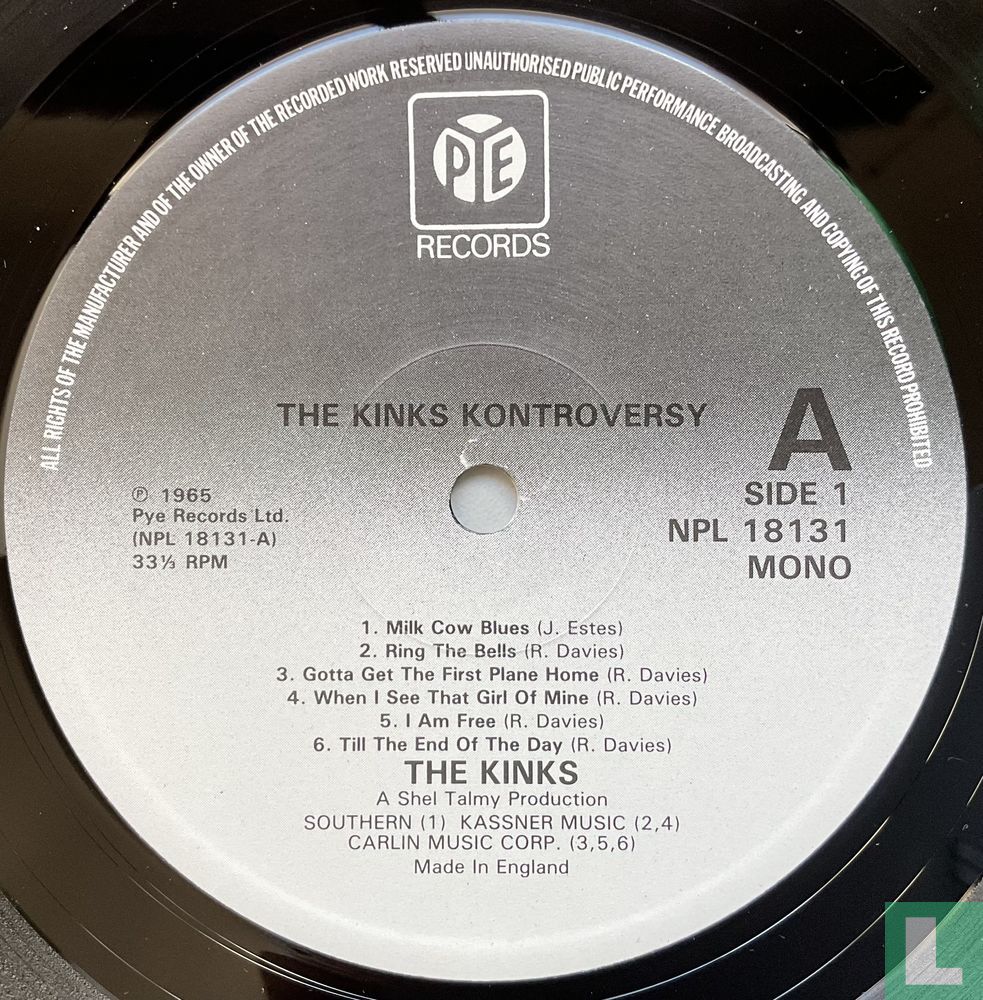 ALL RIGHTS OF THE MANUFACTURER AND OF THE OWNER OF THE RECORDED WORK RESERVED UNAUTHORISED PUBLIC PERFORMANCE BROADCASTING AND COPYING OF THIS RECORD PROHIBITED
PYE
RECORDS
THE KINKS KONTROVERSY
A
SIDE 1
NPL 18131
MONO
℗ 1965
Pye Records Ltd.
(NPL 18131-A)
33⅓ RPM
1. Milk Cow Blues (J. Estes)
2. Ring The Bells (R. Davies)
3. Gotta Get The First Plane Home (R. Davies)
4. When I See That Girl Of Mine (R. Davies)
5. I Am Free (R. Davies)
6. Till The End Of The Day (R. Davies)
THE KINKS
A Shel Talmy Production
SOUTHERN (1) KASSNER MUSIC (2,4)
CARLIN MUSIC CORP. (3,5,6)
Made In England
L